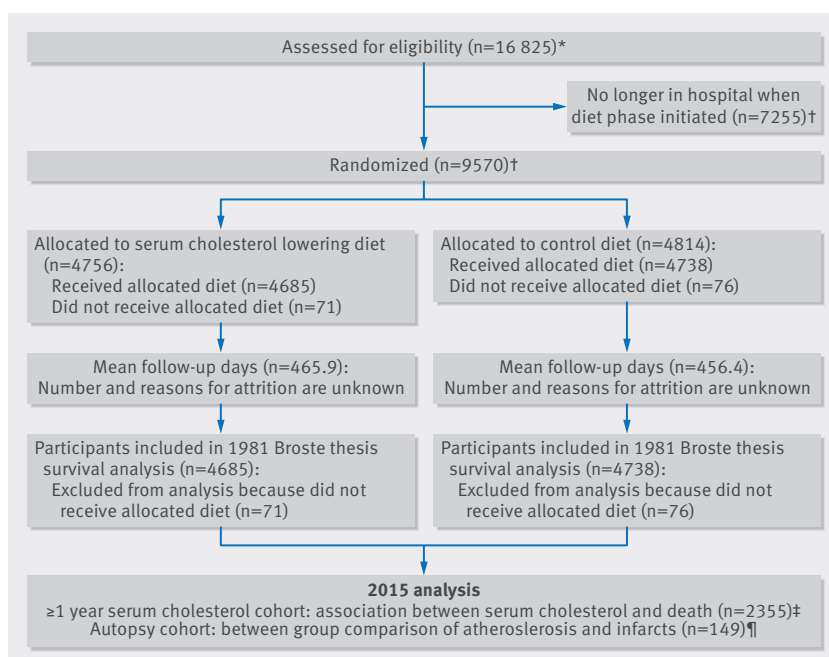 Assessed for eligibility (n=16 825)*
No longer in hospital when
diet phase initiated (n=7255)†
Randomized (n=9570)†
Allocated to serum cholesterol lowering diet
(n=4756):
Received allocated diet (n=4685)
Did not receive allocated diet (n=71)
Allocated to control diet (n=4814):
Received allocated diet (n=4738)
Did not receive allocated diet (n=76)
Mean follow-up days (n=465.9):
Number and reasons for attrition are unknown
Mean follow-up days (n=456.4):
Number and reasons for attrition are unknown
Participants included in 1981 Broste thesis
survival analysis (n=4685):
Excluded from analysis because did not
receive allocated diet (n=71)
Participants included in 1981 Broste thesis
survival analysis (n=4738):
Excluded from analysis because did not
receive allocated diet (n=76)
2015 analysis
≥1 year serum cholesterol cohort: association between serum cholesterol and death (n=2355)‡
Autopsy cohort: between group comparison of atheroslerosis and infarcts (n=149)¶